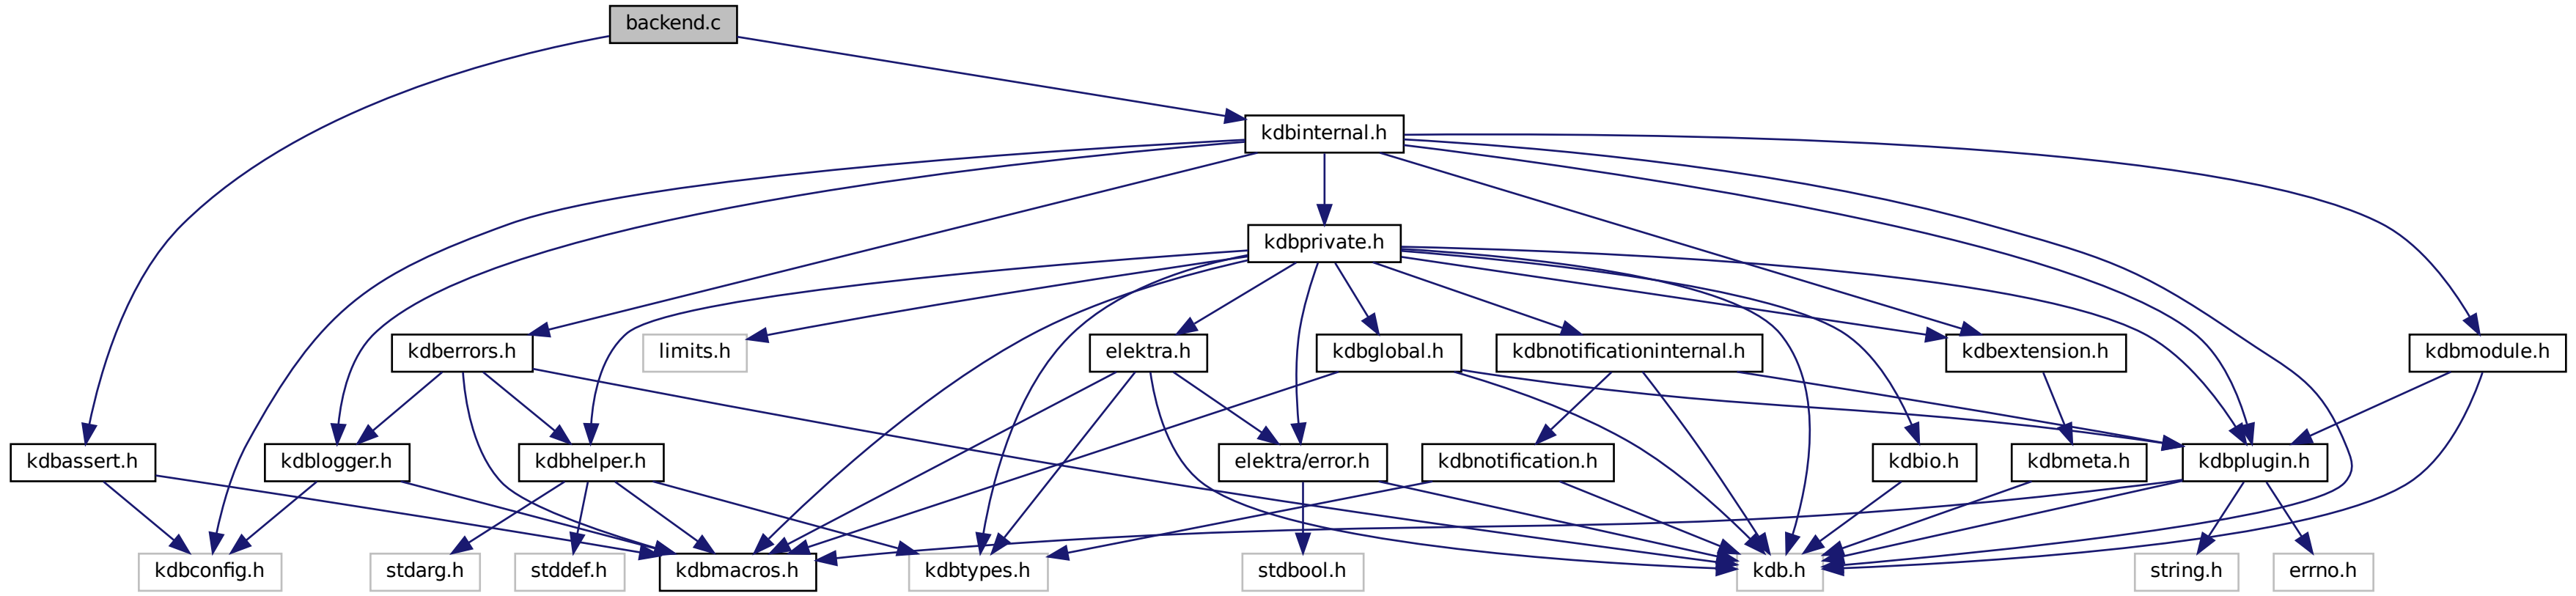 backend.c
kdbinternal.h
kdbprivate.h
kdberrors.h
limits.h
elektra.h
kdbglobal.h
kdbnotificationinternal.h
kdbextension.h
kdbmodule.h
kdbassert.h
kdblogger.h
kdbhelper.h
elektra/error.h
kdbnotification.h
kdbio.h
kdbmeta.h
kdbplugin.h
kdbconfig.h
stdarg.h
stddef.h
kdbmacros.h
kdbtypes.h
stdbool.h
kdb.h
string.h
errno.h